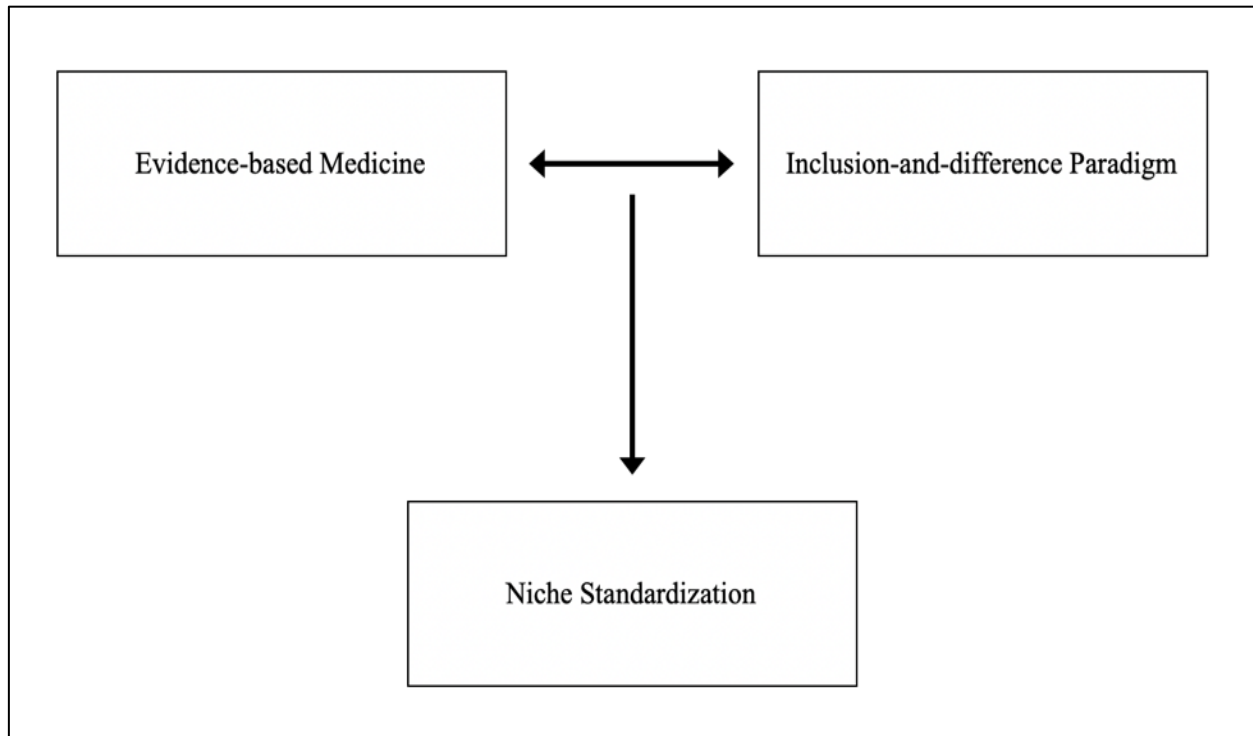 Evidence-based Medicine
Inclusion-and-difference Paradigm
Niche Standardization